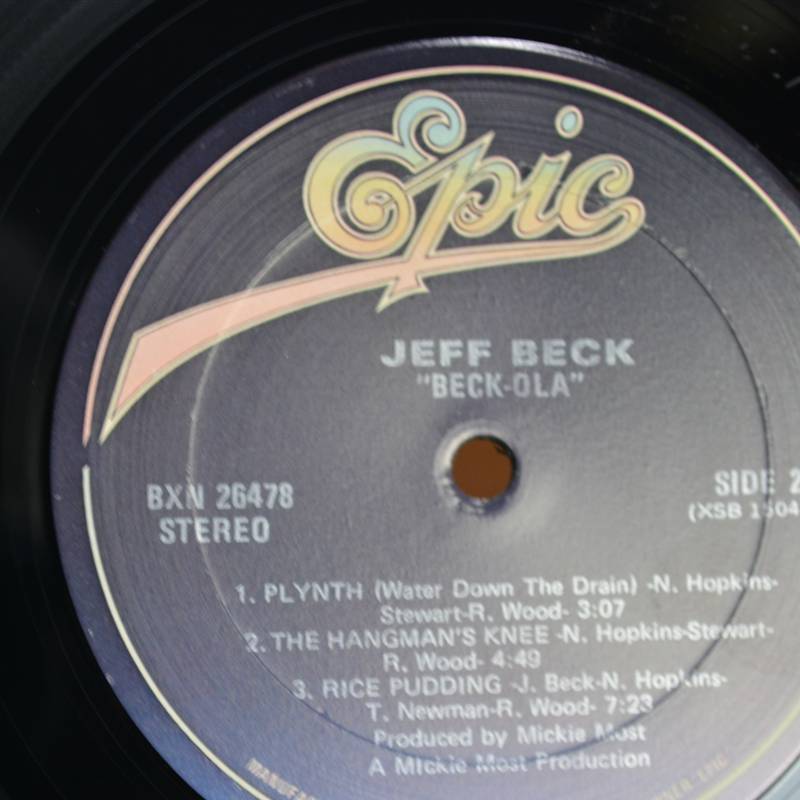 Epic
JEFF BECK
"BECK-OLA"
BXN 26478
STEREO
SIDE 2
(XSB 1504
1. PLYNTH (Water Down The Drain) -N. Hopkins-
Stewart-R. Wood- 3:07
2. THE HANGMAN'S KNEE -N. Hopkins-Stewart-
R. Wood- 4:49
3. RICE PUDDING -J. Beck-N. Hopkins-
T. Newman-R. Wood- 7:23
Produced by Mickie Most
A Mickie Most Production